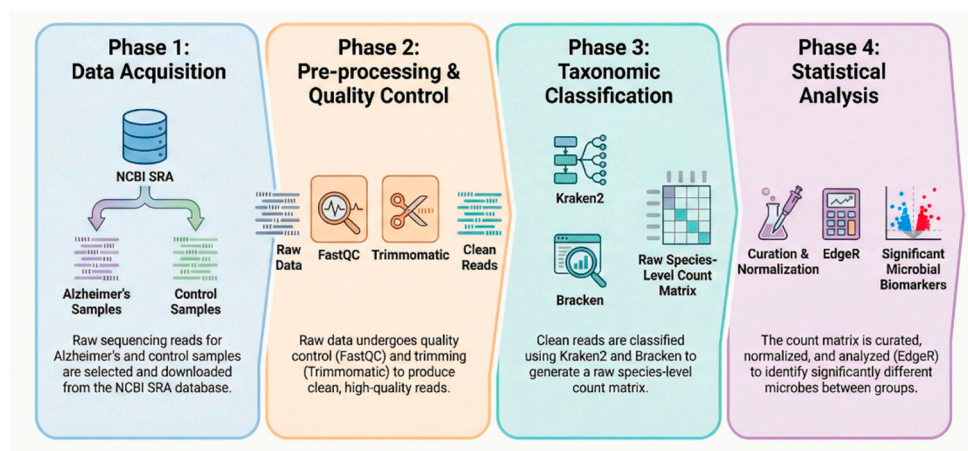 Phase 1:
Data Acquisition
NCBI SRA
Alzheimer's
Samples
Control
Samples
Raw sequencing reads for
Alzheimer's and control samples
are selected and downloaded
from the NCBI SRA database.
Phase 2:
Pre-processing &
Quality Control
Raw
Data
FastQC
Trimmomatic
Clean
Reads
Raw data undergoes quality
control (FastQC) and trimming
(Trimmomatic) to produce
clean, high-quality reads.
Phase 3:
Taxonomic
Classification
Kraken2
Bracken
Raw Species-
Level Count
Matrix
Clean reads are classified
using Kraken2 and Bracken to
generate a raw species-level
count matrix.
Phase 4:
Statistical
Analysis
Curation &
Normalization
EdgeR
Significant
Microbial
Biomarkers
The count matrix is curated,
normalized, and analyzed (EdgeR)
to identify significantly different
microbes between groups.